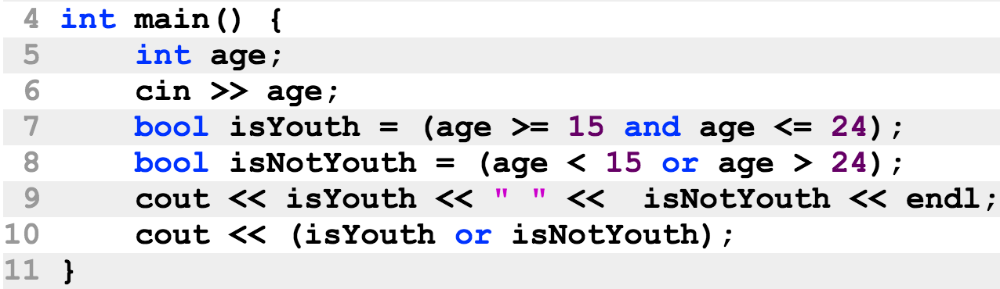 4 int main() {
5 int age;
6 cin >> age;
7 bool isYouth = (age >= 15 and age <= 24);
8 bool isNotYouth = (age < 15 or age > 24);
9 cout << isYouth << " " <<  isNotYouth << endl;
10 cout << (isYouth or isNotYouth);
11 }